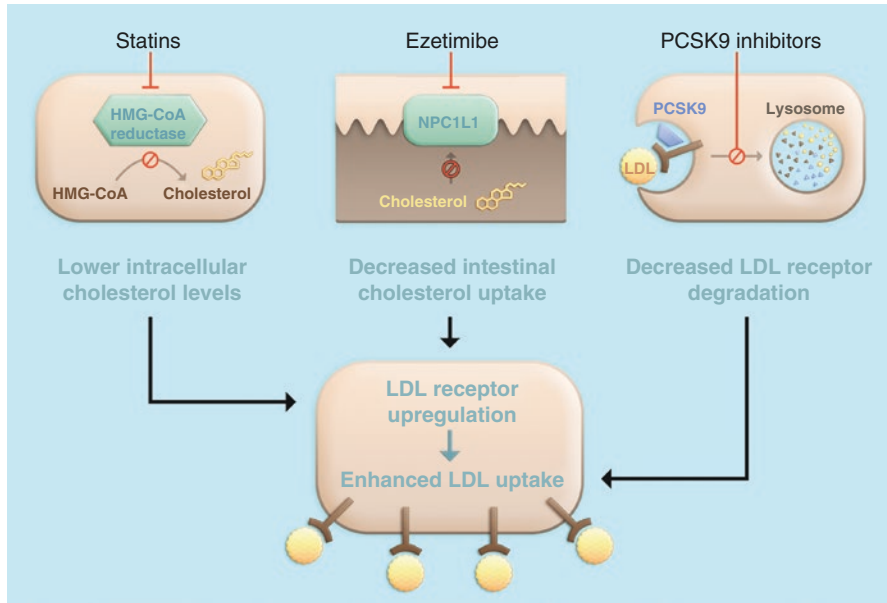 Statins
Ezetimibe
PCSK9 inhibitors
HMG-CoA
reductase
HMG-CoA
Cholesterol
NPC1L1
Cholesterol
PCSK9
Lysosome
LDL
Lower intracellular
cholesterol levels
Decreased intestinal
cholesterol uptake
Decreased LDL receptor
degradation
LDL receptor
upregulation
Enhanced LDL uptake